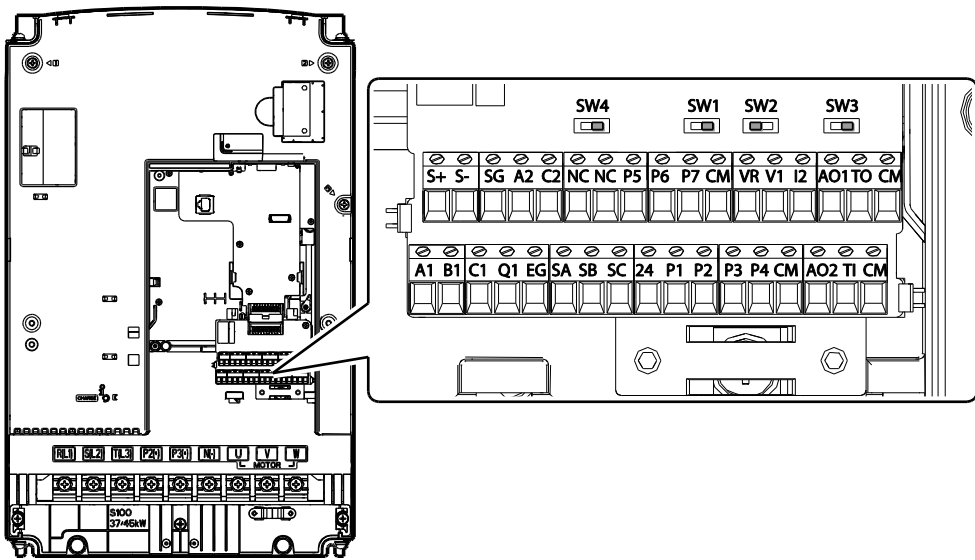 SW4 SW1 SW2 SW3
S+ S- SG A2 C2 NC NC P5 P6 P7 CM VR V1 I2 AO1 TO CM
A1 B1 C1 Q1 EG SA SB SC 24 P1 P2 P3 P4 CM AO2 TI CM
CHARGE
R(L1) S(L2) T(L3) P2(+) P3(+) N(-) U V W
MOTOR
S100
37~45kW